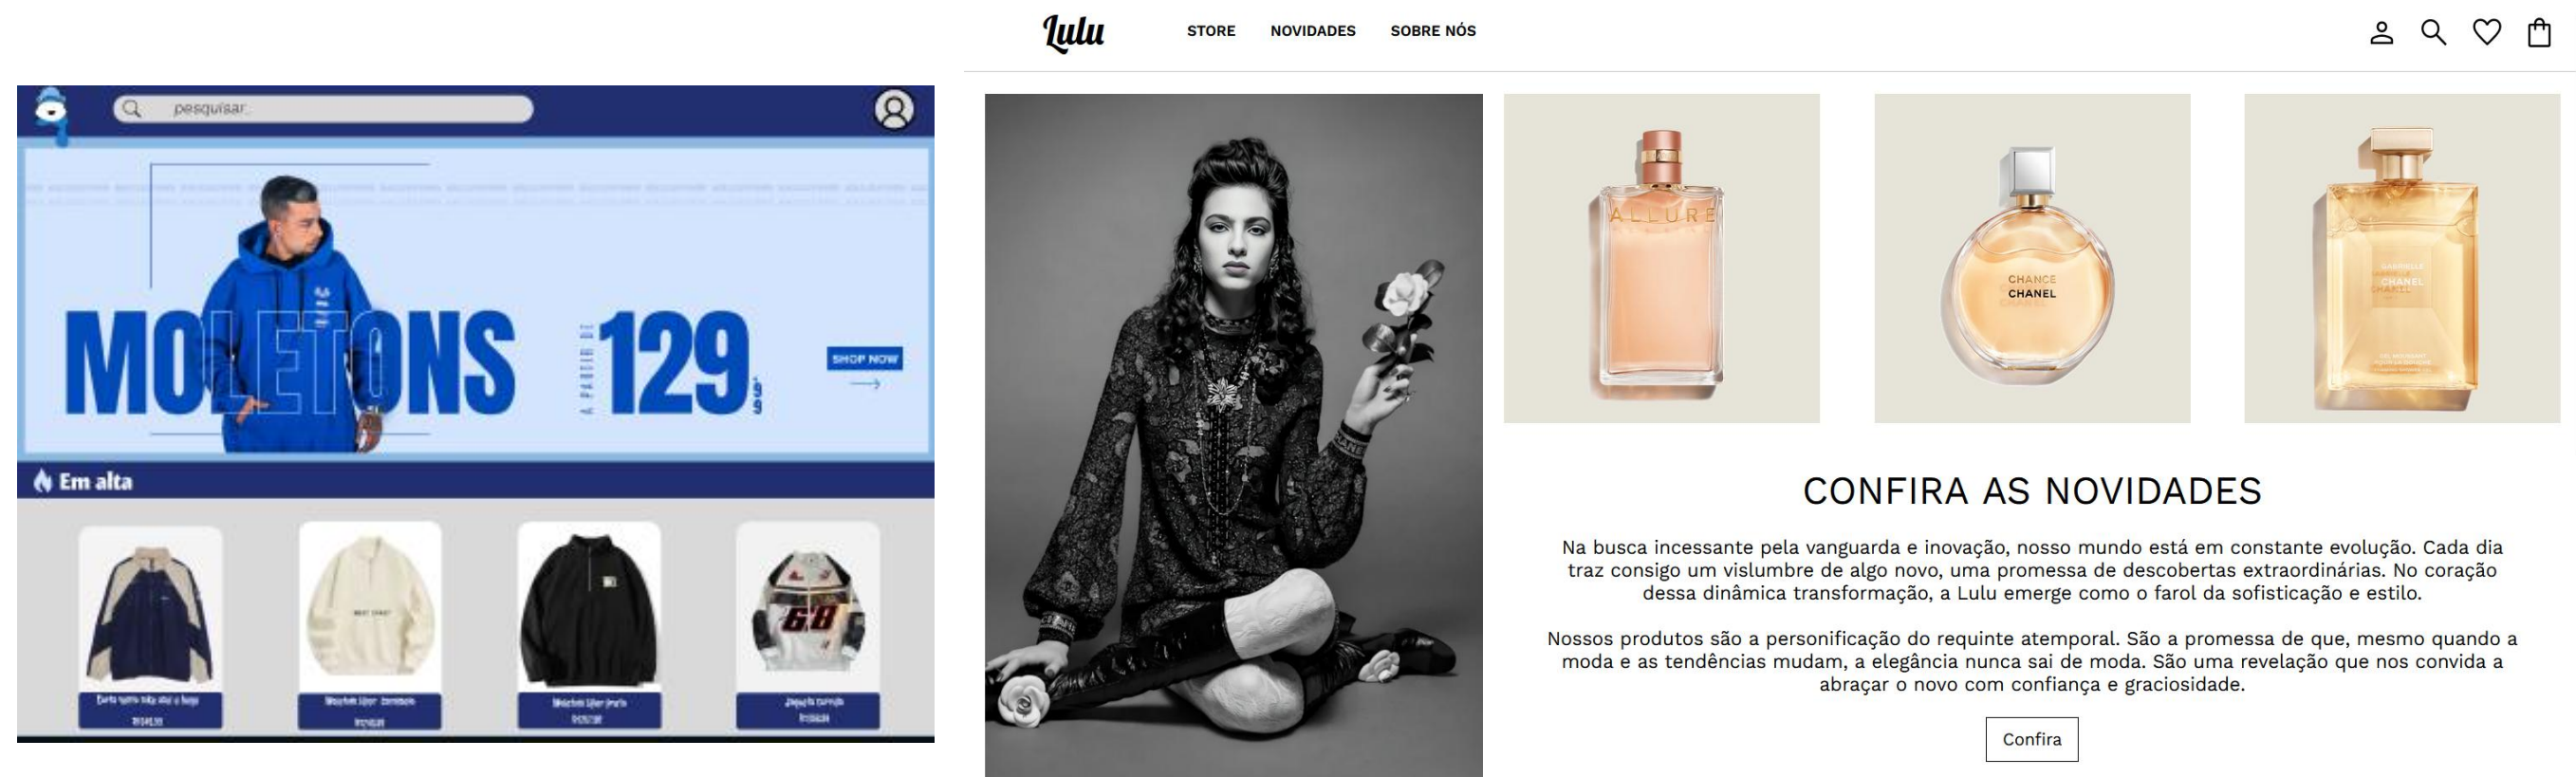 pesquisar.
MOLETONS
A PARTIR DE
129
SHOP NOW
Em alta
68
Lulu
STORE
NOVIDADES
SOBRE NÓS
ALLURE
CHANCE
CHANEL
GABRIELLE
CHANEL
CONFIRA AS NOVIDADES
Na busca incessante pela vanguarda e inovação, nosso mundo está em constante evolução. Cada dia
traz consigo um vislumbre de algo novo, uma promessa de descobertas extraordinárias. No coração
dessa dinâmica transformação, a Lulu emerge como o farol da sofisticação e estilo.
Nossos produtos são a personificação do requinte atemporal. São a promessa de que, mesmo quando a
moda e as tendências mudam, a elegância nunca sai de moda. São uma revelação que nos convida a
abraçar o novo com confiança e graciosidade.
Confira